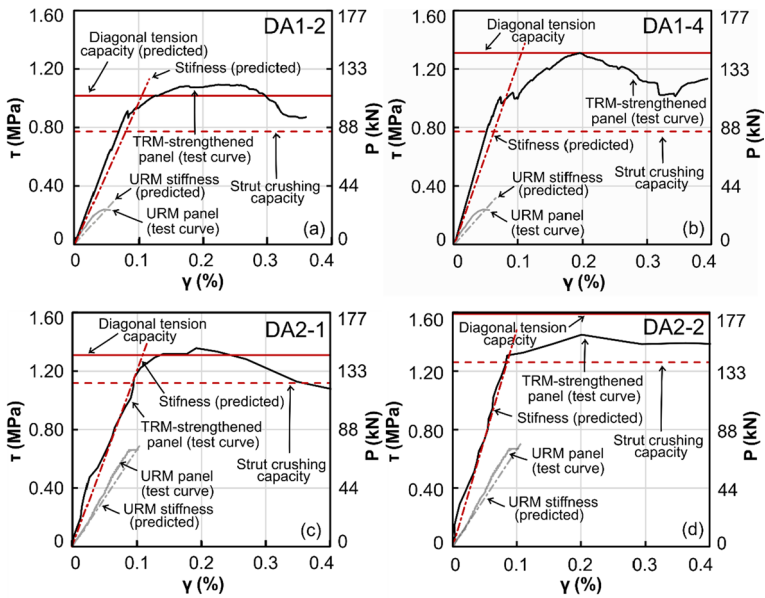 DA1-2
Diagonal tension
capacity (predicted)
Stifness (predicted)
TRM-strengthened
panel (test curve)
URM stiffness
(predicted)
Strut crushing
capacity
URM panel
(test curve)
(a)
1.60
1.20
0.80
0.40
0
τ (MPa)
177
133
88
44
0
P (kN)
0 0.1 0.2 0.3 0.4
γ (%)
DA1-4
Diagonal tension
capacity
TRM-strengthened
panel (test curve)
Stifness (predicted)
URM stiffness
(predicted)
Strut crushing
capacity
URM panel
(test curve)
(b)
1.60
1.20
0.80
0.40
0
τ (MPa)
177
133
88
44
0
P (kN)
0 0.1 0.2 0.3 0.4
γ (%)
DA2-1
Diagonal tension
capacity
Stifness (predicted)
TRM-strengthened
panel (test curve)
Strut crushing
capacity
URM panel
(test curve)
URM stiffness
(predicted)
(c)
1.60
1.20
0.80
0.40
0
τ (MPa)
177
133
88
44
0
P (kN)
0 0.1 0.2 0.3 0.4
γ (%)
DA2-2
Diagonal tension
capacity
TRM-strengthened
panel (test curve)
Stifness (predicted)
Strut crushing
capacity
URM panel
(test curve)
URM stiffness
(predicted)
(d)
1.60
1.20
0.80
0.40
0
τ (MPa)
177
133
88
44
0
P (kN)
0 0.1 0.2 0.3 0.4
γ (%)